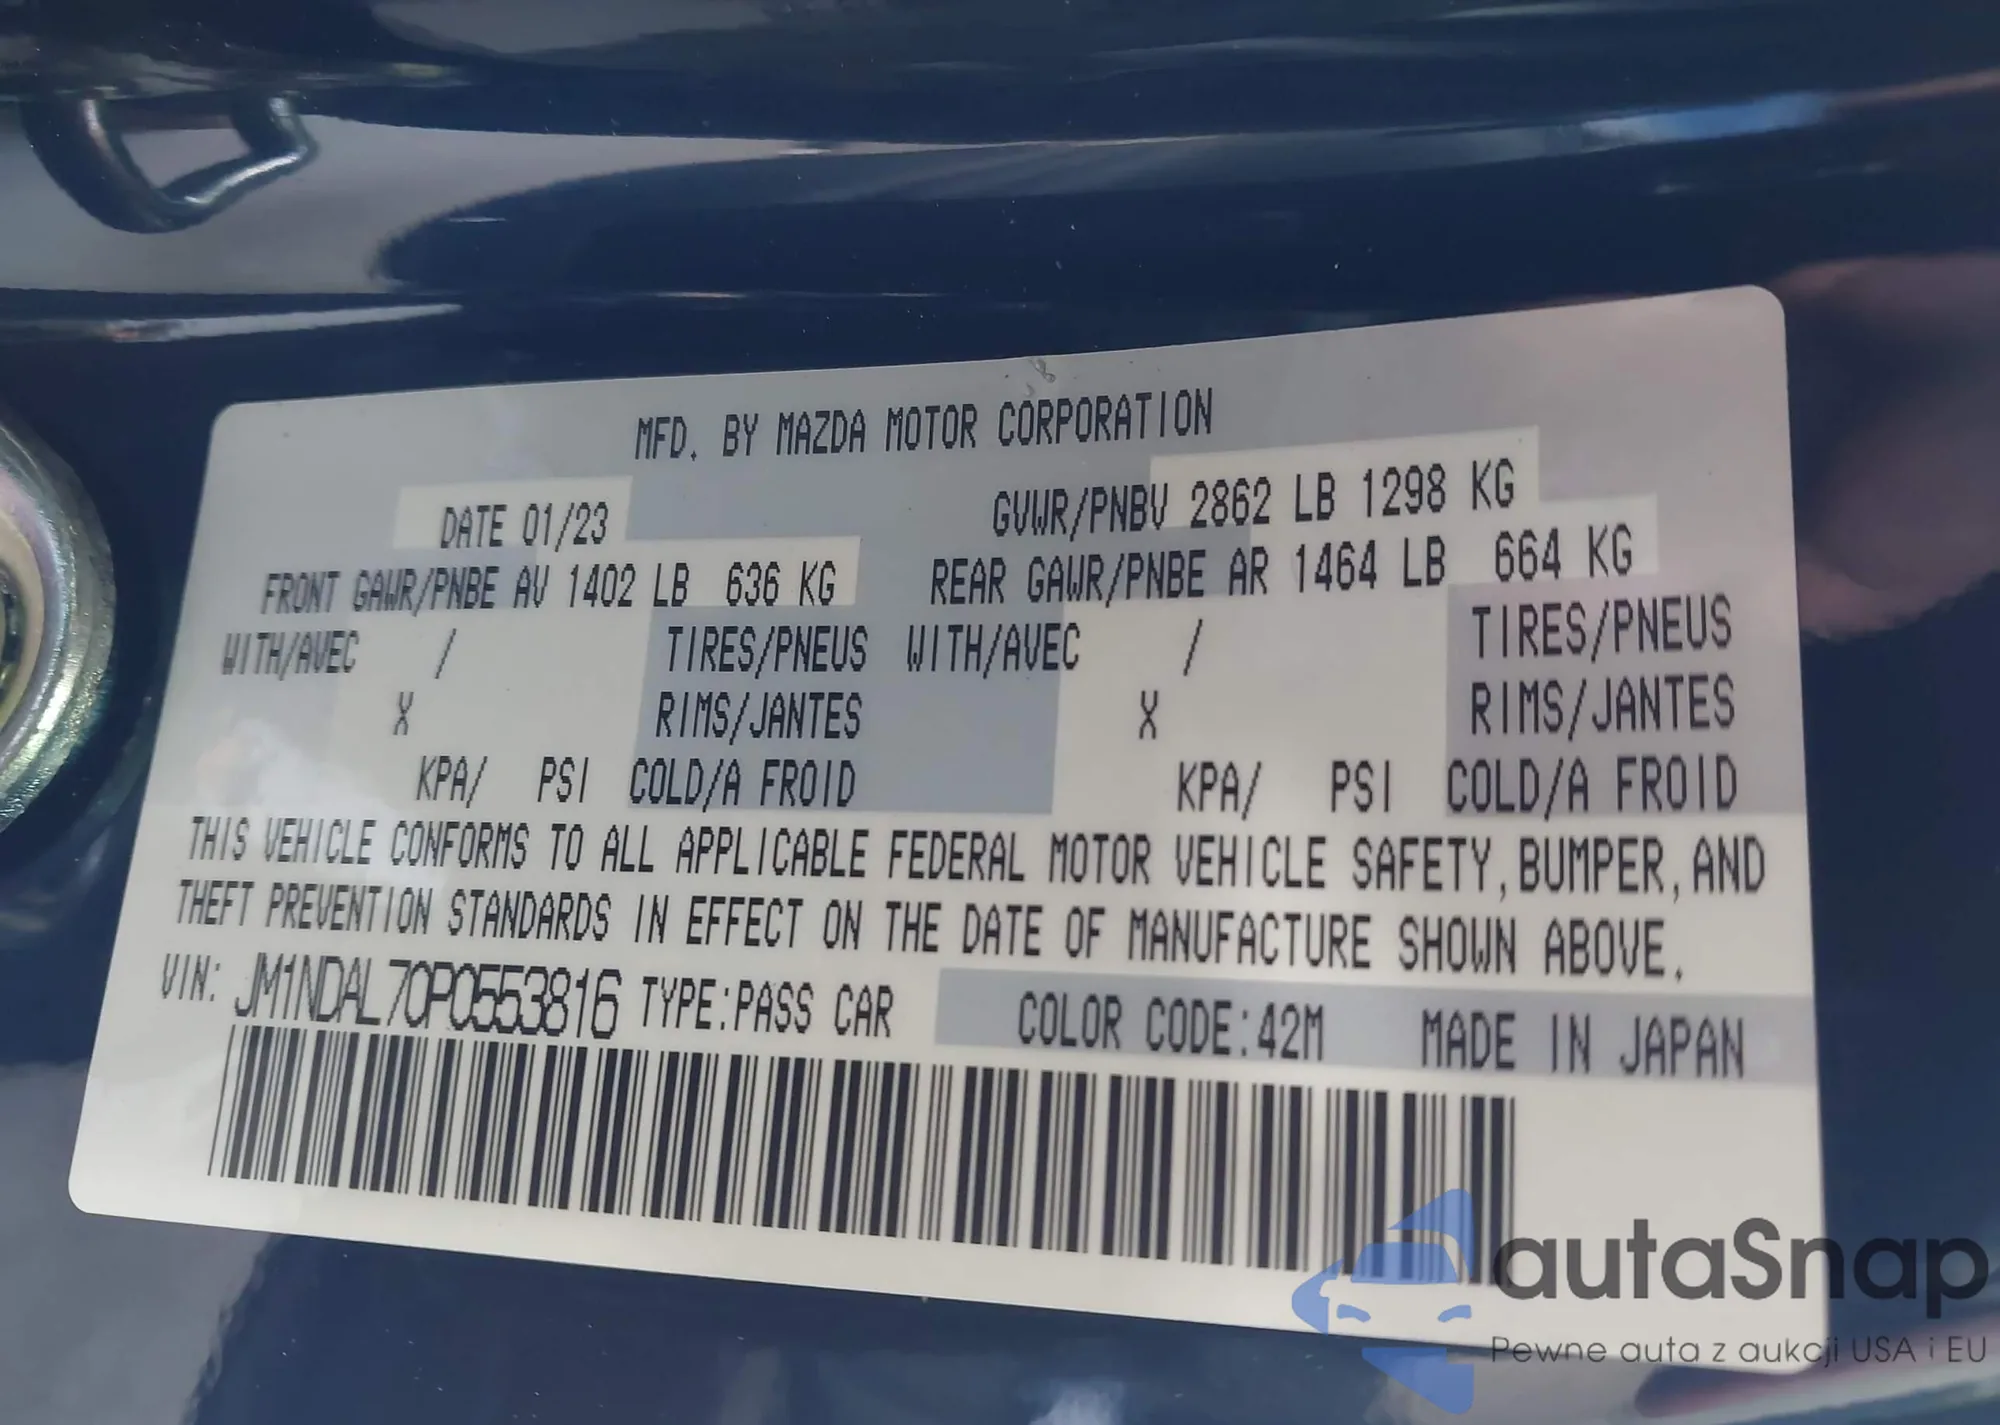 MFD. BY MAZDA MOTOR CORPORATION
DATE 01/23 GVWR/PNBV 2862 LB 1298 KG
FRONT GAWR/PNBE AV 1402 LB 636 KG REAR GAWR/PNBE AR 1464 LB 664 KG
WITH/AVEC / TIRES/PNEUS WITH/AVEC / TIRES/PNEUS
X RIMS/JANTES X RIMS/JANTES
KPA/ PSI COLD/A FROID KPA/ PSI COLD/A FROID
THIS VEHICLE CONFORMS TO ALL APPLICABLE FEDERAL MOTOR VEHICLE SAFETY, BUMPER, AND
THEFT PREVENTION STANDARDS IN EFFECT ON THE DATE OF MANUFACTURE SHOWN ABOVE.
VIN: JM1NDAL70P0553816 TYPE:PASS CAR COLOR CODE:42M MADE IN JAPAN
autaSnap
Pewne auta z aukcji USA i EU